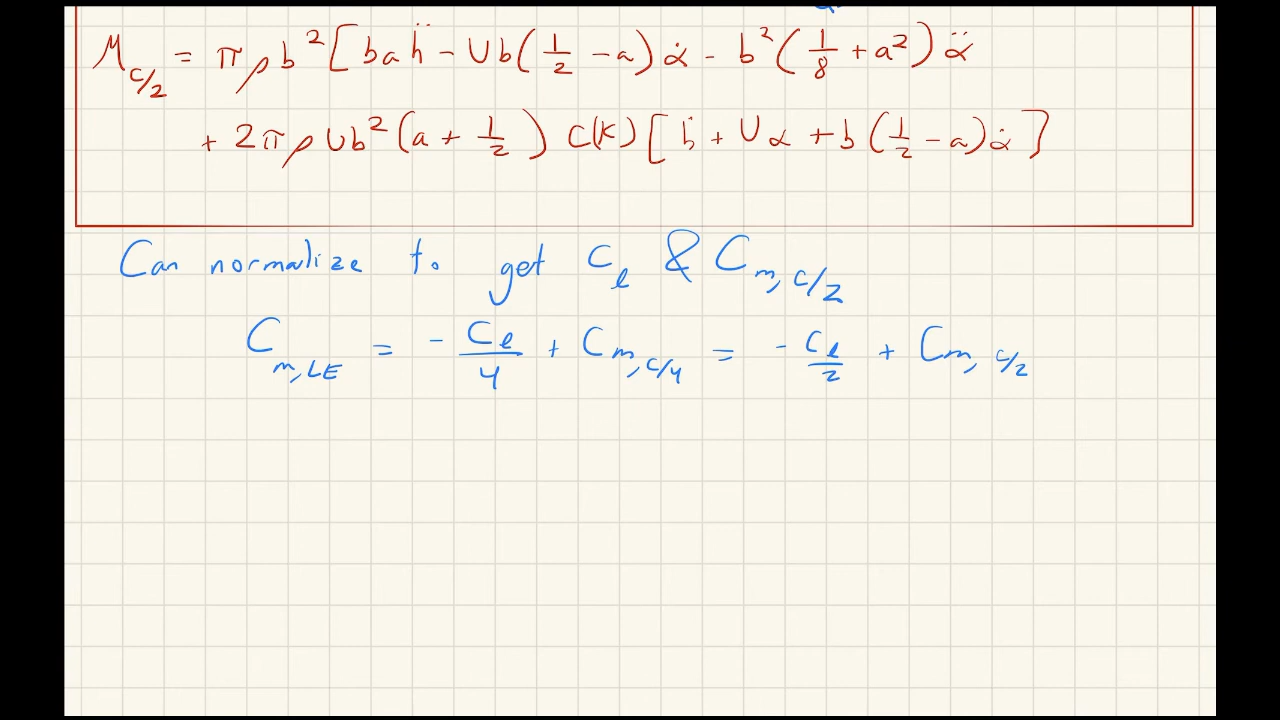 M_{c/2} = πρb²[baḧ - Ub(1/2 - a)α̇ - b²(1/8 + a²)α̈
+ 2πρUb²(a + 1/2) C(k)[ḣ + Uα + b(1/2 - a)α̇]
Can normalize to get C_l & C_{m, c/2}
C_{m,LE} = - C_l/4 + C_{m,c/4} = - C_l/2 + C_{m, c/2}